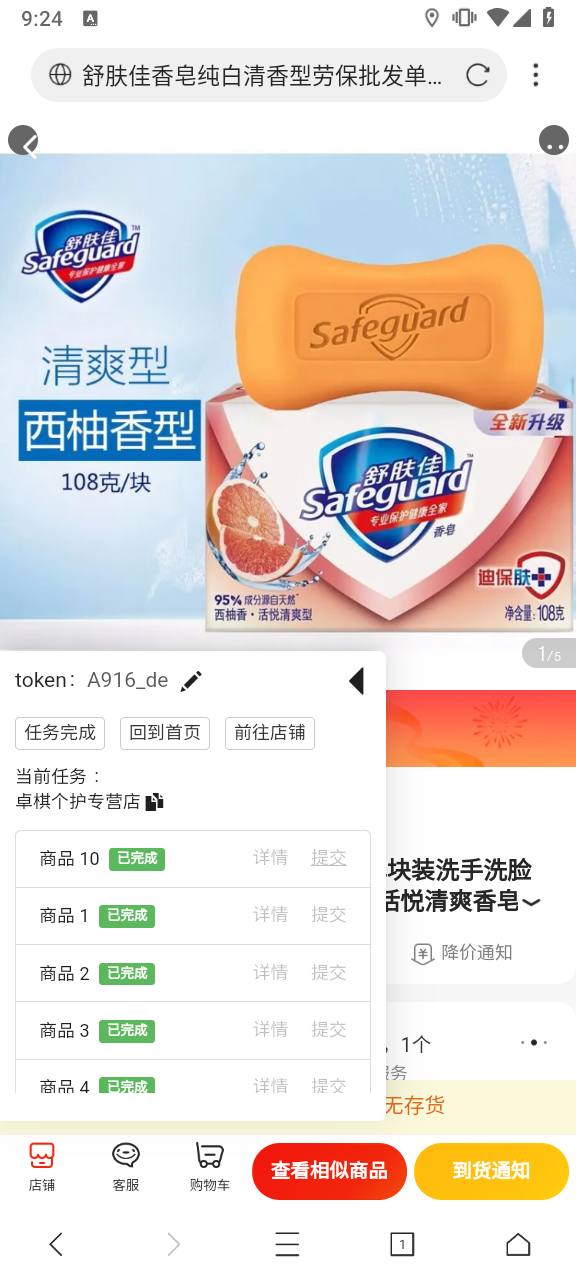 9:24
A
舒肤佳香皂纯白清香型劳保批发单...
舒肤佳
Safeguard
专业保护健康全家
清爽型
西柚香型
108克/块
Safeguard
全新升级
舒肤佳
Safeguard
专业保护健康全家
香皂
迪保肤
95%成分源自天然*
西柚香·活悦清爽型
净含量:108克
1/5
token： A916_de
任务完成
回到首页
前往店铺
当前任务：
卓棋个护专营店
商品 10 已完成 详情 提交
商品 1 已完成 详情 提交
商品 2 已完成 详情 提交
商品 3 已完成 详情 提交
商品 4 已完成 详情 提交
块装洗手洗脸
活悦清爽香皂
降价通知
，1个
服务
无存货
店铺
客服
购物车
查看相似商品
到货通知
1